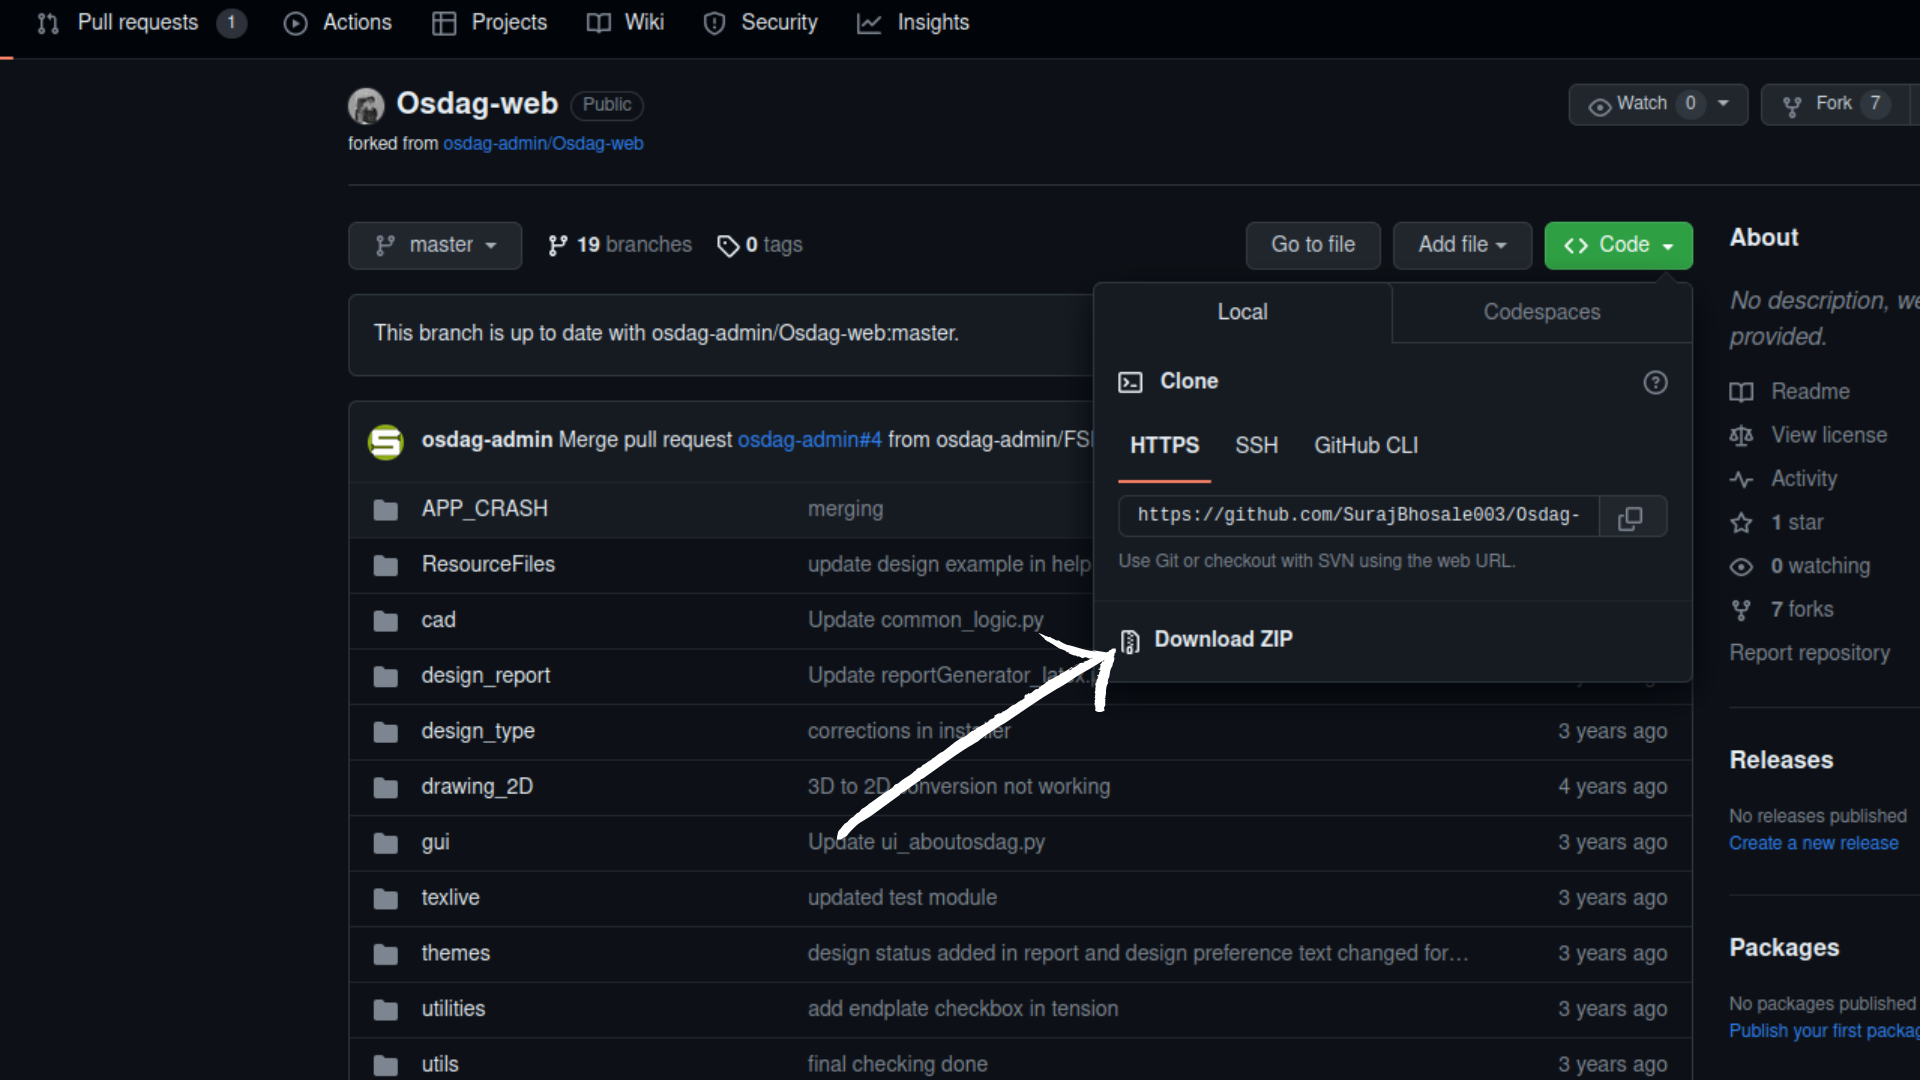 Pull requests 1 Actions Projects Wiki Security Insights
Osdag-web Public Watch 0 Fork 7
forked from osdag-admin/Osdag-web
master 19 branches 0 tags Go to file Add file Code
This branch is up to date with osdag-admin/Osdag-web:master.
osdag-admin Merge pull request osdag-admin#4 from osdag-admin/FS
APP_CRASH merging
ResourceFiles update design example in help
cad Update common_logic.py
design_report Update reportGenerator_latex.
design_type corrections in installer 3 years ago
drawing_2D 3D to 2D conversion not working 4 years ago
gui Update ui_aboutosdag.py 3 years ago
texlive updated test module 3 years ago
themes design status added in report and design preference text changed for… 3 years ago
utilities add endplate checkbox in tension 3 years ago
utils final checking done 3 years ago
Local Codespaces
Clone
HTTPS SSH GitHub CLI
https://github.com/SurajBhosale003/Osdag-
Use Git or checkout with SVN using the web URL.
Download ZIP
About
No description, we
provided.
Readme
View license
Activity
1 star
0 watching
7 forks
Report repository
Releases
No releases published
Create a new release
Packages
No packages published
Publish your first packag